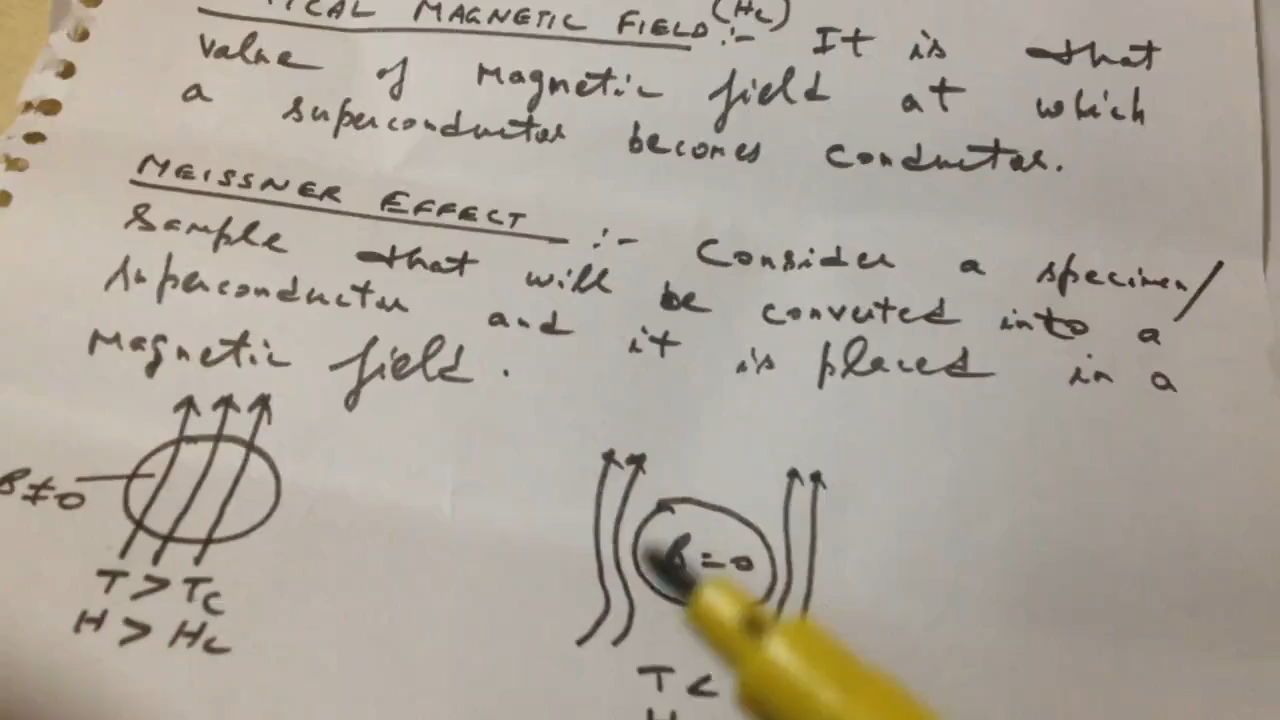 MAGNETIC FIELD (Hc) :- It is that
value of Magnetic field at which
a superconductor becomes conductor.
MEISSNER EFFECT :- Consider a specimen/
Sample that will be converted into a
superconductor and it is placed in a
Magnetic field.
B≠0
B=0
T > Tc
H > Hc
T <
H